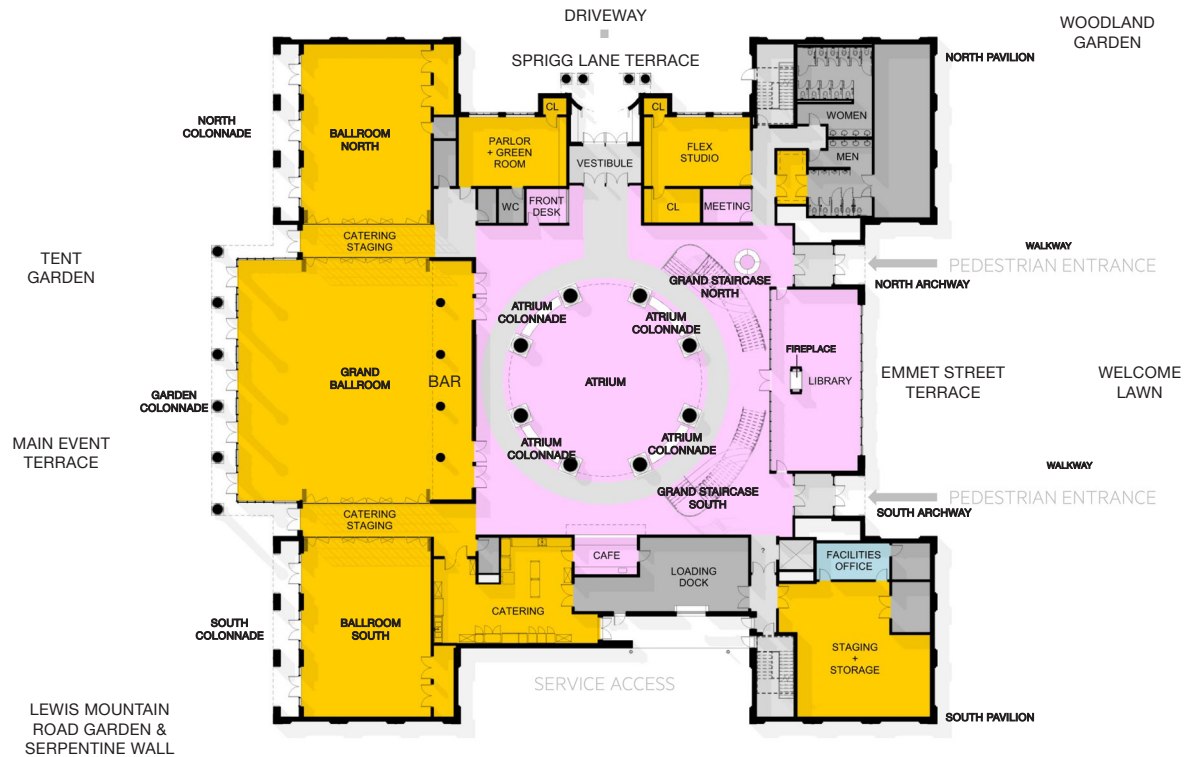 DRIVEWAY
WOODLAND
GARDEN
SPRIGG LANE TERRACE
NORTH PAVILION
CL
CL
NORTH
COLONNADE
BALLROOM
NORTH
PARLOR
+ GREEN
ROOM
VESTIBULE
FLEX
STUDIO
WOMEN
MEN
WC
FRONT
DESK
CL
MEETING
CATERING
STAGING
WALKWAY
PEDESTRIAN ENTRANCE
NORTH ARCHWAY
TENT
GARDEN
GRAND STAIRCASE
NORTH
ATRIUM
COLONNADE
ATRIUM
COLONNADE
FIREPLACE
LIBRARY
GRAND
BALLROOM
BAR
ATRIUM
EMMET STREET
TERRACE
WELCOME
LAWN
GARDEN
COLONNADE
MAIN EVENT
TERRACE
ATRIUM
COLONNADE
ATRIUM
COLONNADE
WALKWAY
PEDESTRIAN ENTRANCE
SOUTH ARCHWAY
GRAND STAIRCASE
SOUTH
CATERING
STAGING
CAFE
?
FACILITIES
OFFICE
LOADING
DOCK
CATERING
SOUTH
COLONNADE
BALLROOM
SOUTH
STAGING
+
STORAGE
SERVICE ACCESS
SOUTH PAVILION
LEWIS MOUNTAIN
ROAD GARDEN &
SERPENTINE WALL